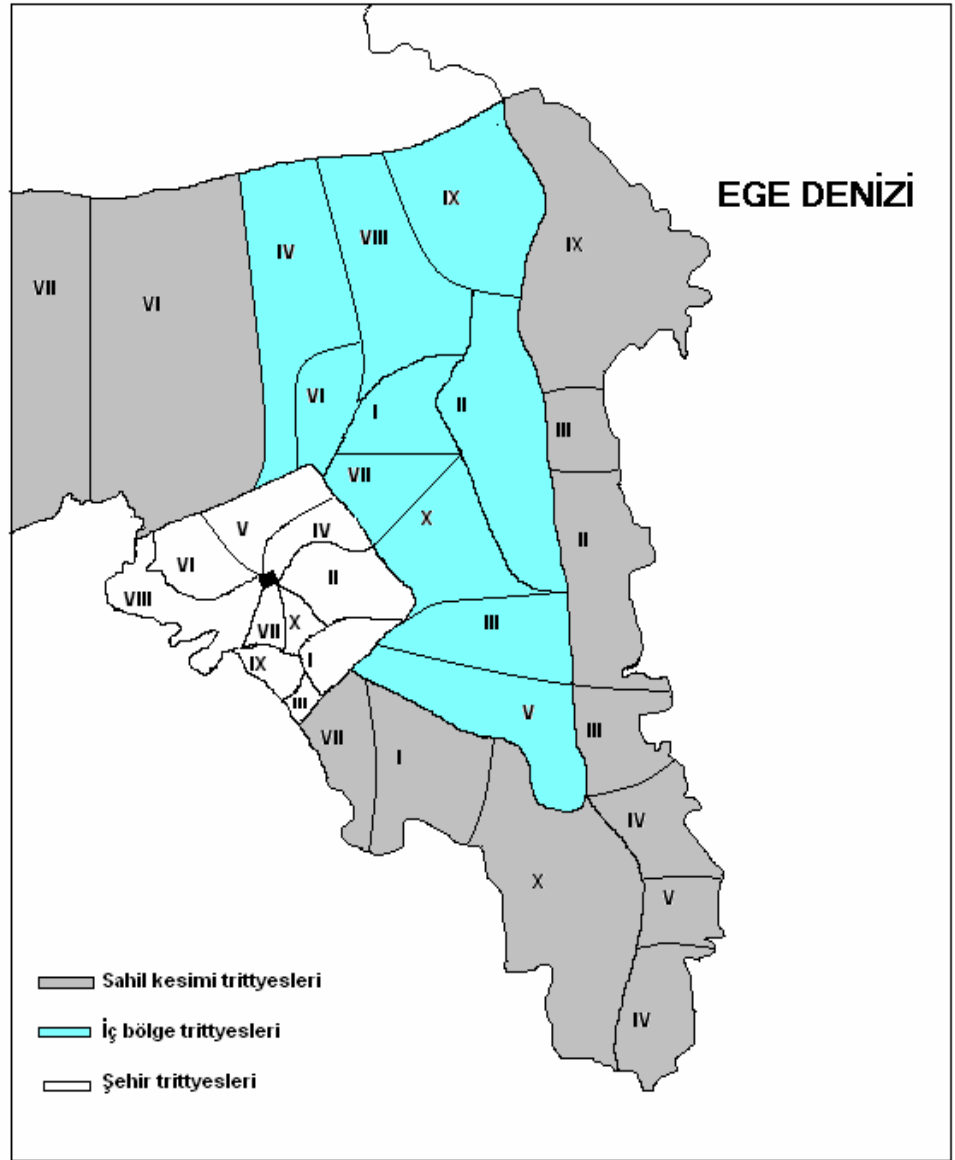 IX
EGE DENİZİ
IX
VIII
IV
VII
VI
VI
I
II
III
VII
X
V
IV
II
VI
II
VIII
X
VII
III
IX
I
III
V
III
VII
I
IV
X
V
Sahil kesimi trittyesleri
IV
İç bölge trittyesleri
Şehir trittyesleri